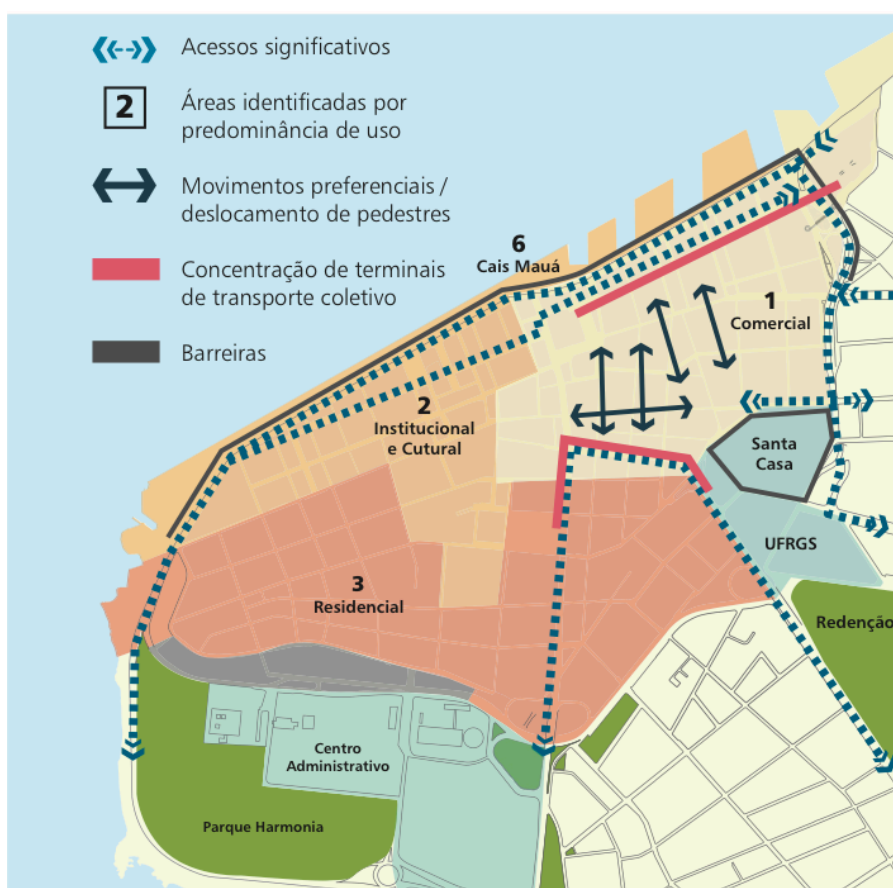 Acessos significativos
2
Áreas identificadas por
predominância de uso
Movimentos preferenciais /
deslocamento de pedestres
Concentração de terminais
de transporte coletivo
Barreiras
6
Cais Mauá
1
Comercial
2
Institucional
e Cutural
Santa
Casa
UFRGS
3
Residencial
Redenção
Centro
Administrativo
Parque Harmonia